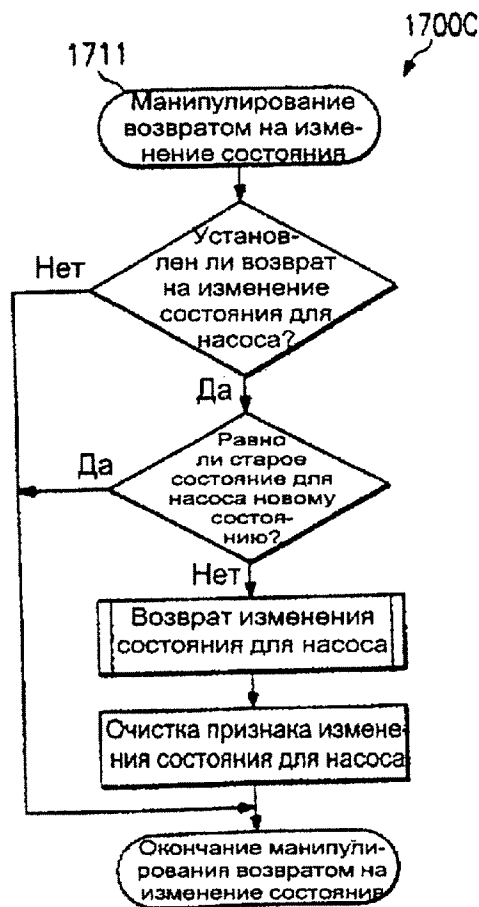 1700C
1711
Манипулирование
возвратом на изме-
нение состояния
Установ-
лен ли возврат
на изменение
состояния для
насоса?
Нет
Да
Равно
ли старое
состояние для
насоса новому
состоя-
нию?
Да
Нет
Возврат изменения
состояния для насоса
Очистка признака измене-
ния состояния для насоса
Окончание манипули-
рования возвратом на
изменение состояния